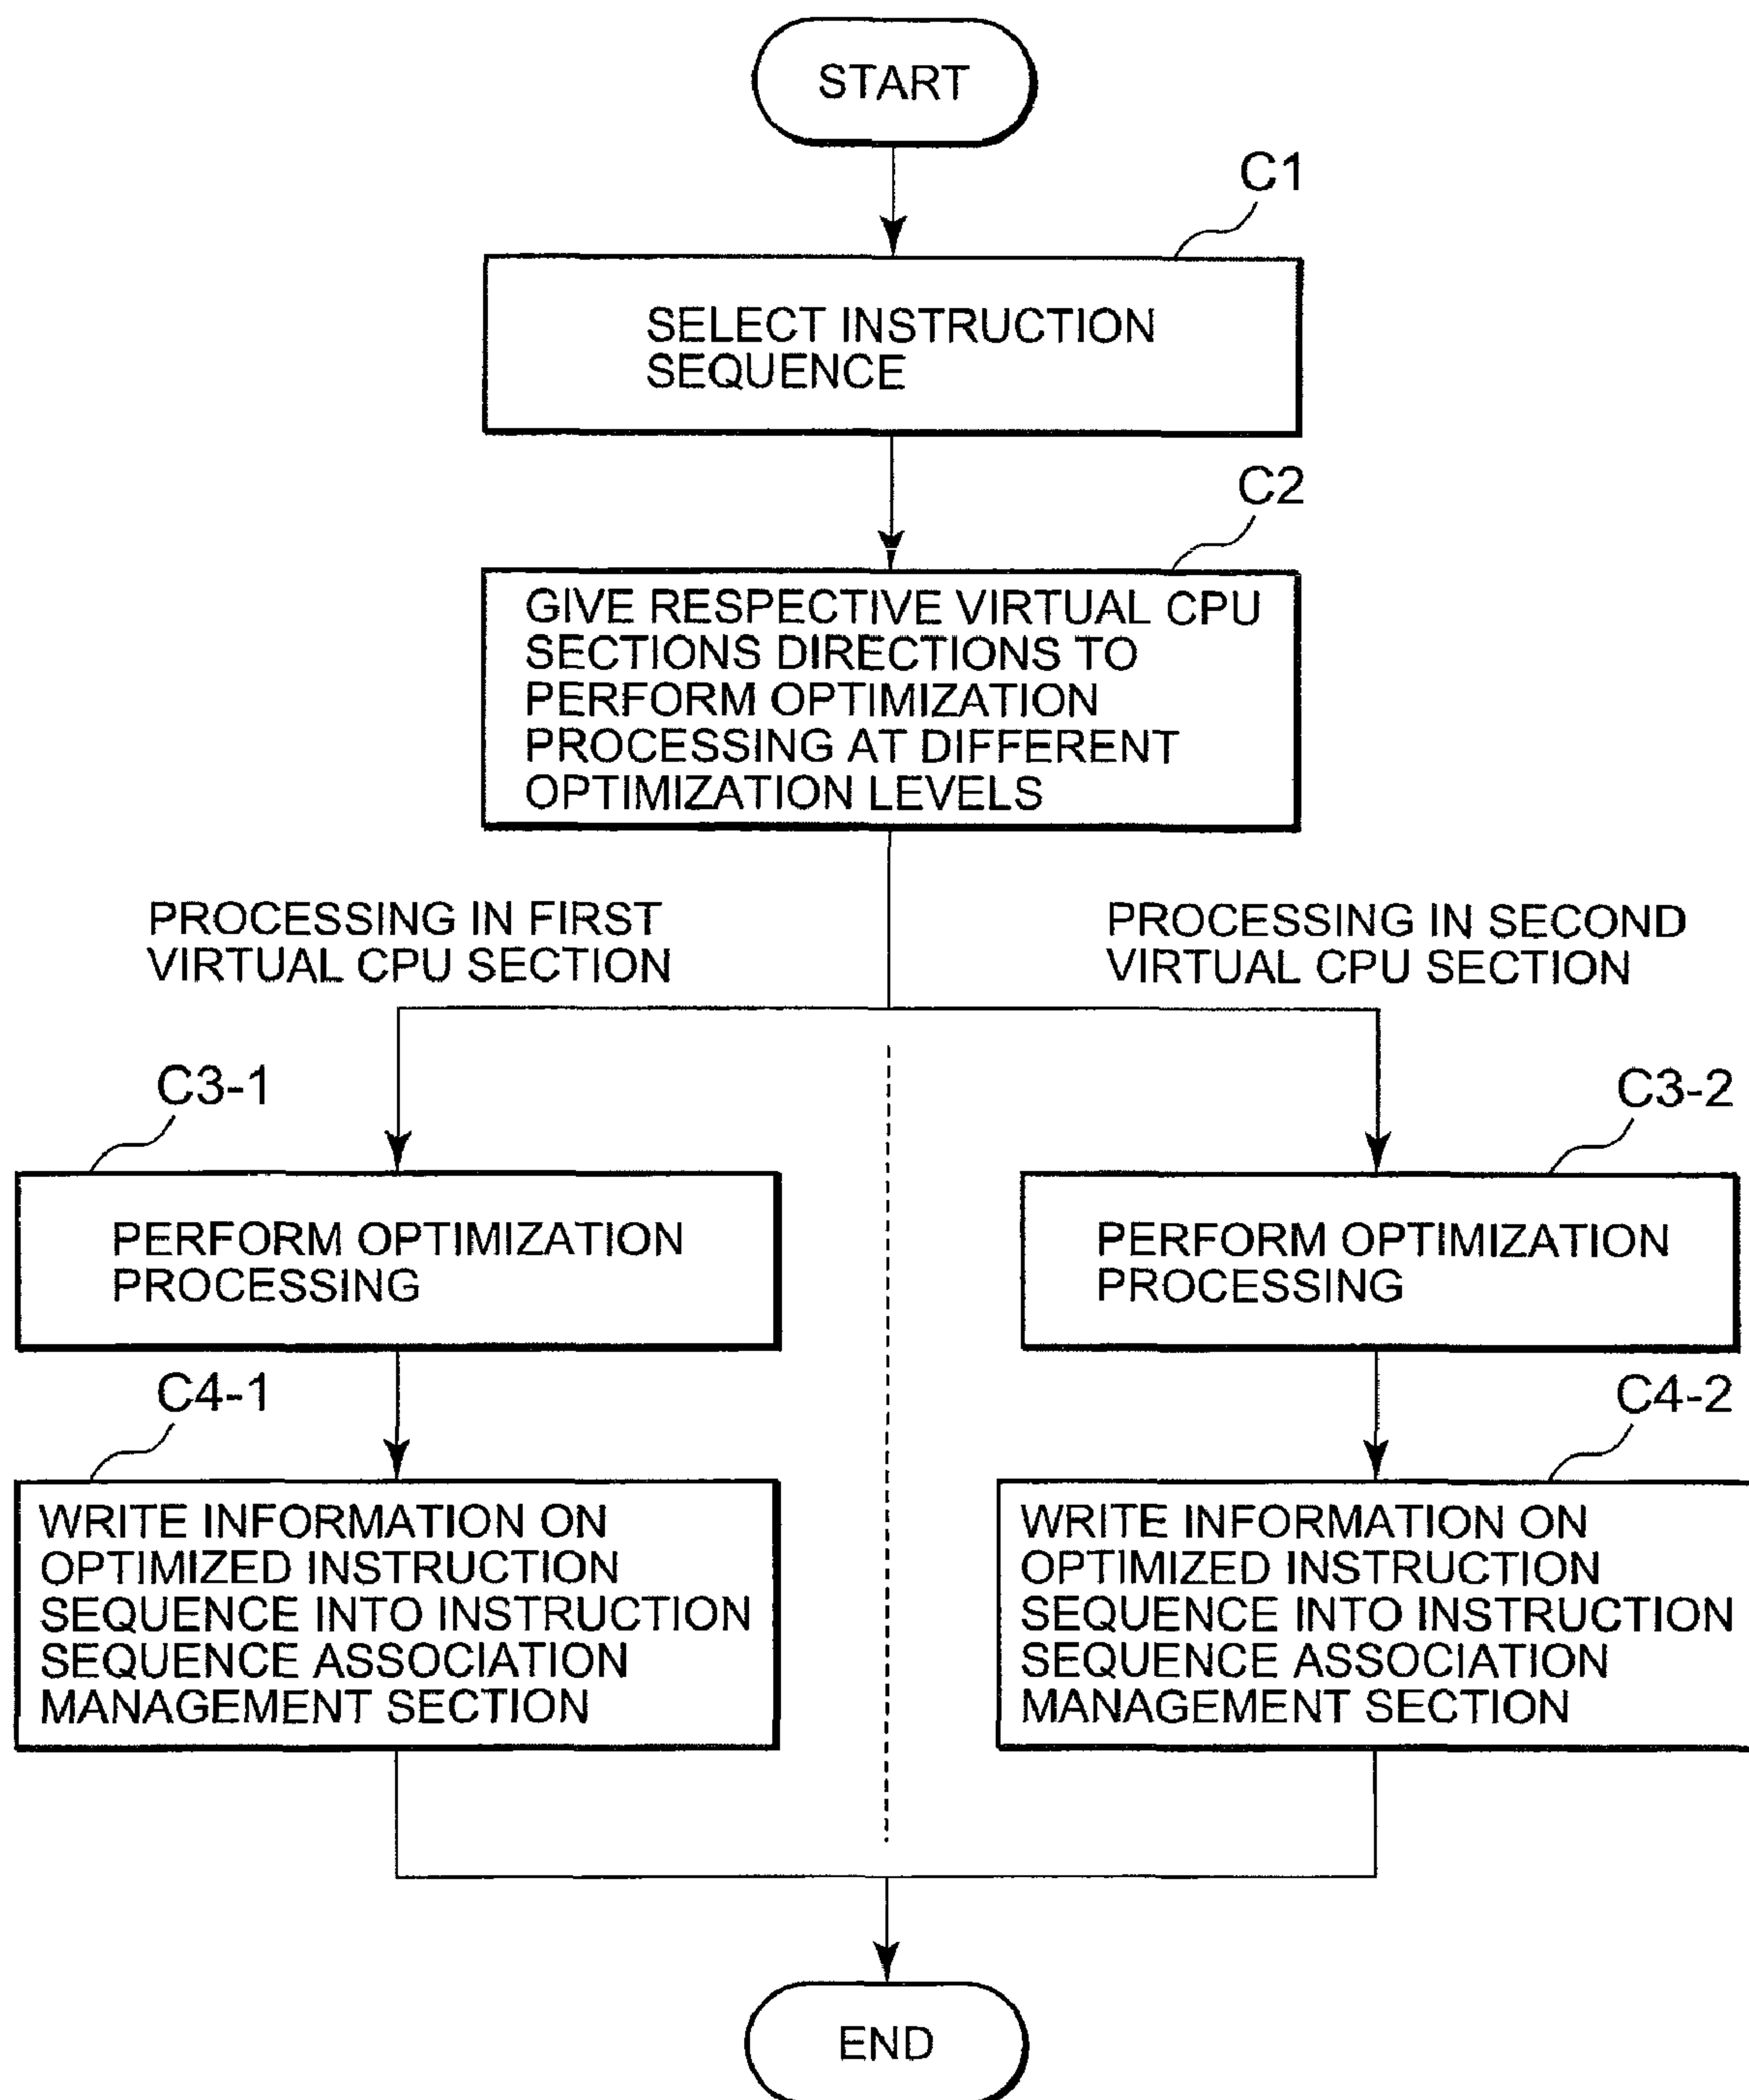 START
C1
SELECT INSTRUCTION
SEQUENCE
C2
GIVE RESPECTIVE VIRTUAL CPU
SECTIONS DIRECTIONS TO
PERFORM OPTIMIZATION
PROCESSING AT DIFFERENT
OPTIMIZATION LEVELS
PROCESSING IN FIRST
VIRTUAL CPU SECTION
PROCESSING IN SECOND
VIRTUAL CPU SECTION
C3-1
PERFORM OPTIMIZATION
PROCESSING
C3-2
PERFORM OPTIMIZATION
PROCESSING
C4-1
WRITE INFORMATION ON
OPTIMIZED INSTRUCTION
SEQUENCE INTO INSTRUCTION
SEQUENCE ASSOCIATION
MANAGEMENT SECTION
C4-2
WRITE INFORMATION ON
OPTIMIZED INSTRUCTION
SEQUENCE INTO INSTRUCTION
SEQUENCE ASSOCIATION
MANAGEMENT SECTION
END